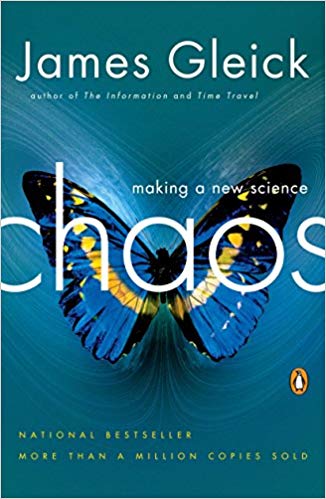 James Gleick
author of The Information and Time Travel
making a new science
chaos
NATIONAL BESTSELLER
MORE THAN A MILLION COPIES SOLD